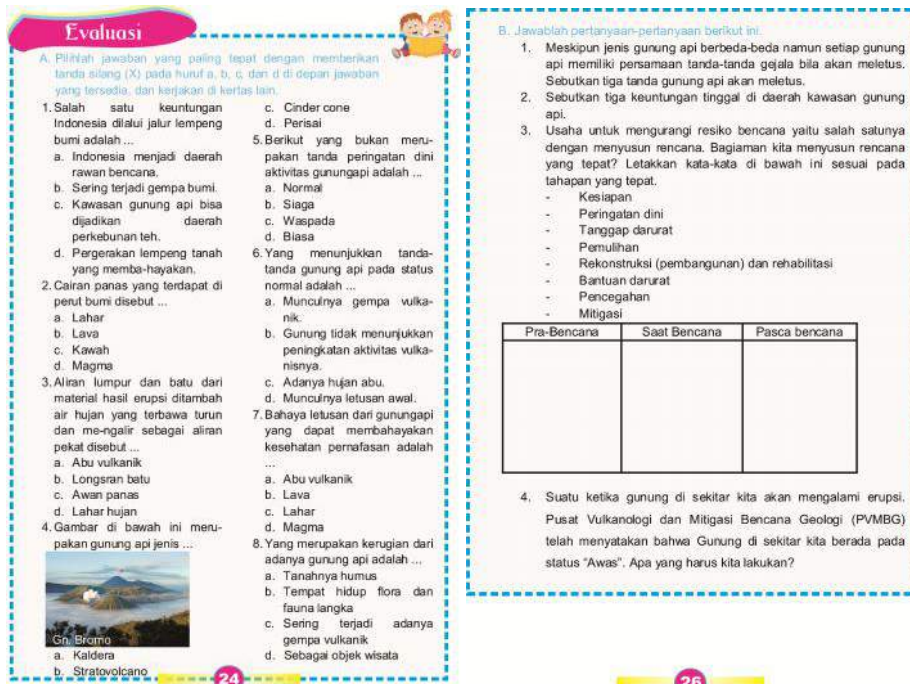 Evaluasi
A. Pilihlah jawaban yang paling tepat dengan memberikan
tanda silang (X) pada huruf a, b, c, dan d di depan jawaban
yang tersedia, dan kerjakan di kertas lain.
1. Salah satu keuntungan
Indonesia dilalui jalur lempeng
bumi adalah ...
a. Indonesia menjadi daerah
rawan bencana.
b. Sering terjadi gempa bumi.
c. Kawasan gunung api bisa
dijadikan daerah
perkebunan teh.
d. Pergerakan lempeng tanah
yang memba-hayakan.
2. Cairan panas yang terdapat di
perut bumi disebut ...
a. Lahar
b. Lava
c. Kawah
d. Magma
3. Aliran lumpur dan batu dari
material hasil erupsi ditambah
air hujan yang terbawa turun
dan me-ngalir sebagai aliran
pekat disebut ...
a. Abu vulkanik
b. Longsran batu
c. Awan panas
d. Lahar hujan
4. Gambar di bawah ini meru-
pakan gunung api jenis ...
Gn. Bromo
a. Kaldera
b. Stratovolcano
c. Cinder cone
d. Perisai
5. Berikut yang bukan meru-
pakan tanda peringatan dini
aktivitas gunungapi adalah ...
a. Normal
b. Siaga
c. Waspada
d. Biasa
6. Yang menunjukkan tanda-
tanda gunung api pada status
normal adalah ...
a. Munculnya gempa vulka-
nik.
b. Gunung tidak menunjukkan
peningkatan aktivitas vulka-
nisnya.
c. Adanya hujan abu.
d. Munculnya letusan awal.
7. Bahaya letusan dari gunungapi
yang dapat membahayakan
kesehatan pernafasan adalah
...
a. Abu vulkanik
b. Lava
c. Lahar
d. Magma
8. Yang merupakan kerugian dari
adanya gunung api adalah ...
a. Tanahnya humus
b. Tempat hidup flora dan
fauna langka
c. Sering terjadi adanya
gempa vulkanik
d. Sebagai objek wisata
24
B. Jawablah pertanyaan-pertanyaan berikut ini.
1. Meskipun jenis gunung api berbeda-beda namun setiap gunung
api memiliki persamaan tanda-tanda gejala bila akan meletus.
Sebutkan tiga tanda gunung api akan meletus.
2. Sebutkan tiga keuntungan tinggal di daerah kawasan gunung
api.
3. Usaha untuk mengurangi resiko bencana yaitu salah satunya
dengan menyusun rencana. Bagiaman kita menyusun rencana
yang tepat? Letakkan kata-kata di bawah ini sesuai pada
tahapan yang tepat.
- Kesiapan
- Peringatan dini
- Tanggap darurat
- Pemulihan
- Rekonstruksi (pembangunan) dan rehabilitasi
- Bantuan darurat
- Pencegahan
- Mitigasi
Pra-Bencana Saat Bencana Pasca bencana
4. Suatu ketika gunung di sekitar kita akan mengalami erupsi.
Pusat Vulkanologi dan Mitigasi Bencana Geologi (PVMBG)
telah menyatakan bahwa Gunung di sekitar kita berada pada
status "Awas". Apa yang harus kita lakukan?
26